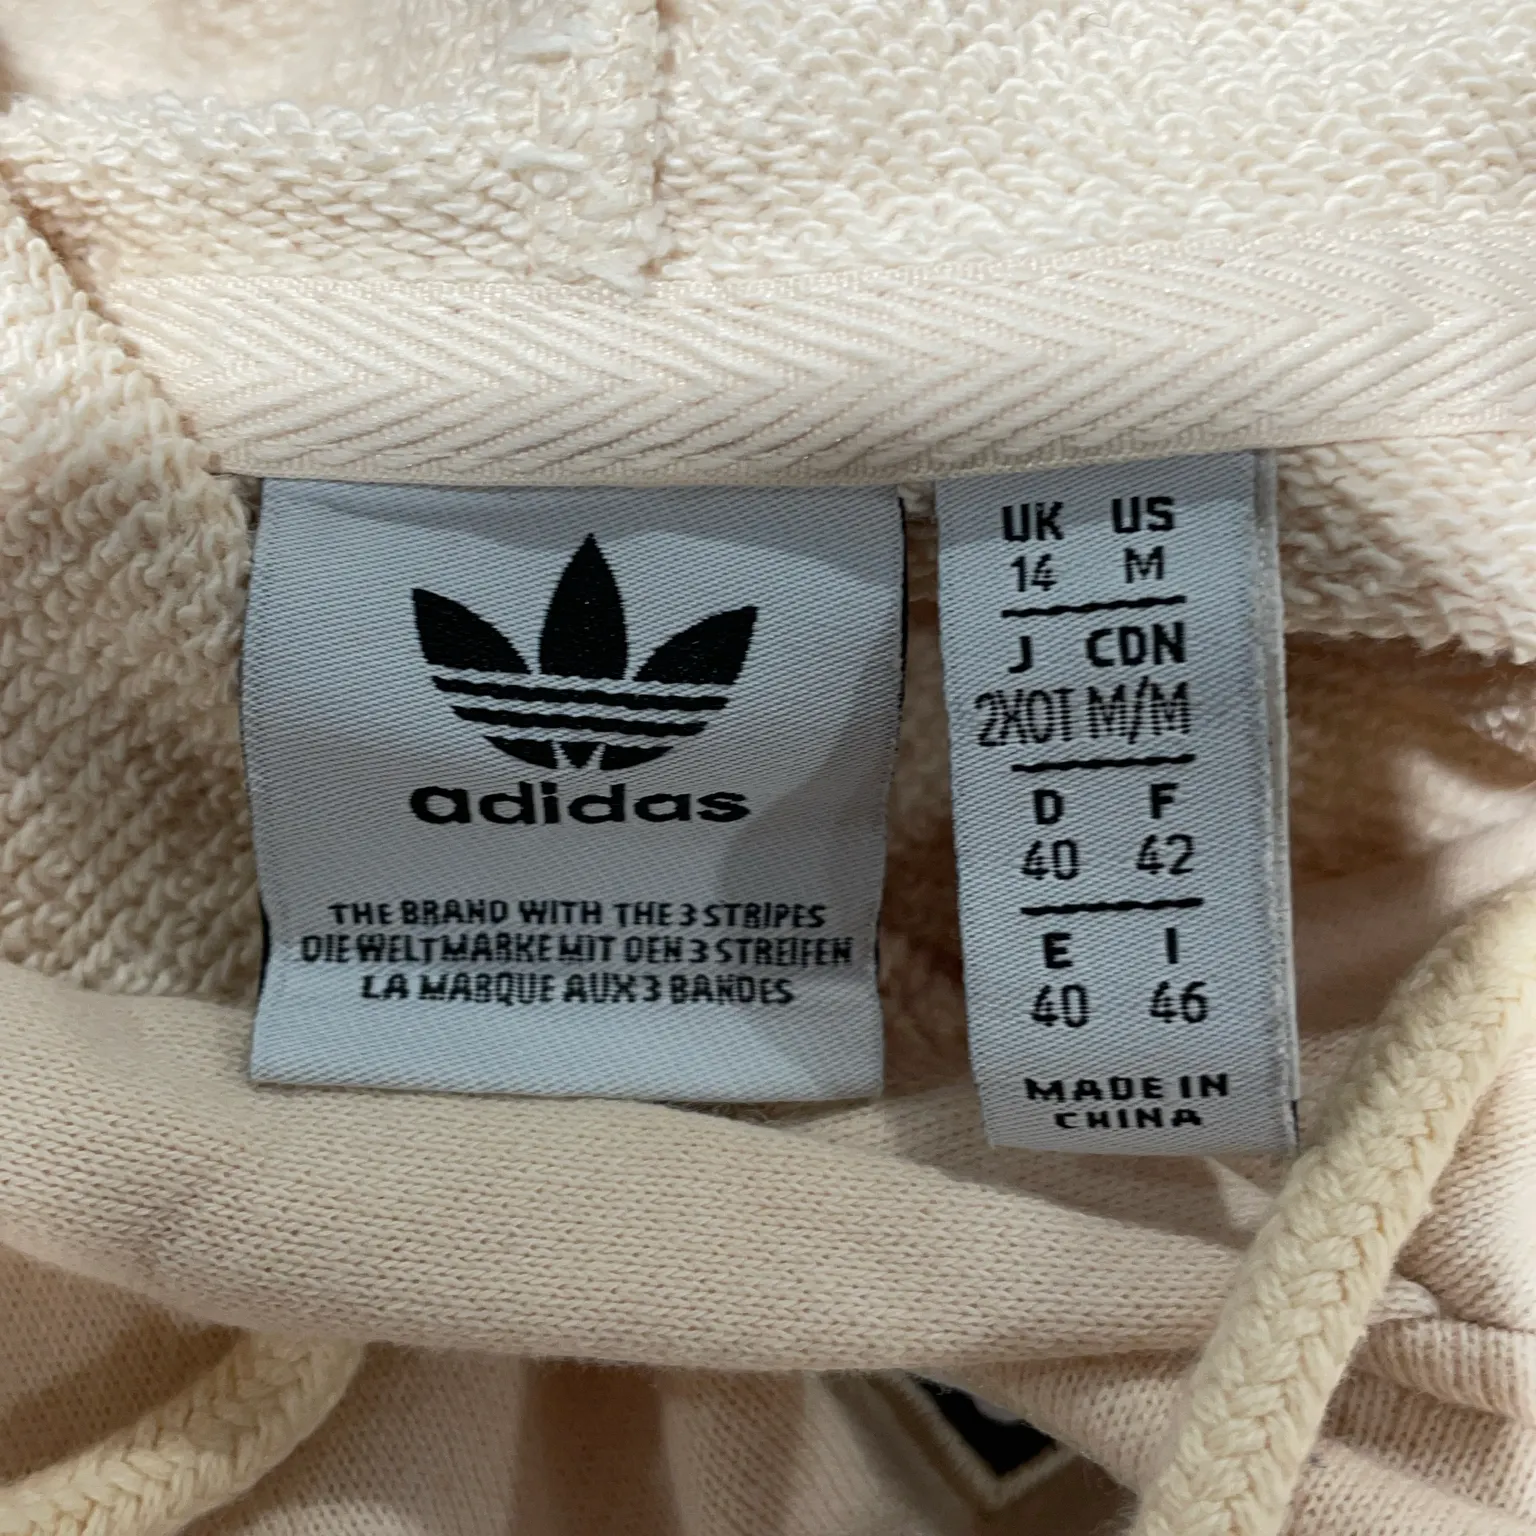 adidas
THE BRAND WITH THE 3 STRIPES
DIE WELTMARKE MIT DEN 3 STREIFEN
LA MARQUE AUX 3 BANDES
UK US
14 M
J CDN
2XOT M/M
D F
40 42
E I
40 46
MADE IN
CHINA